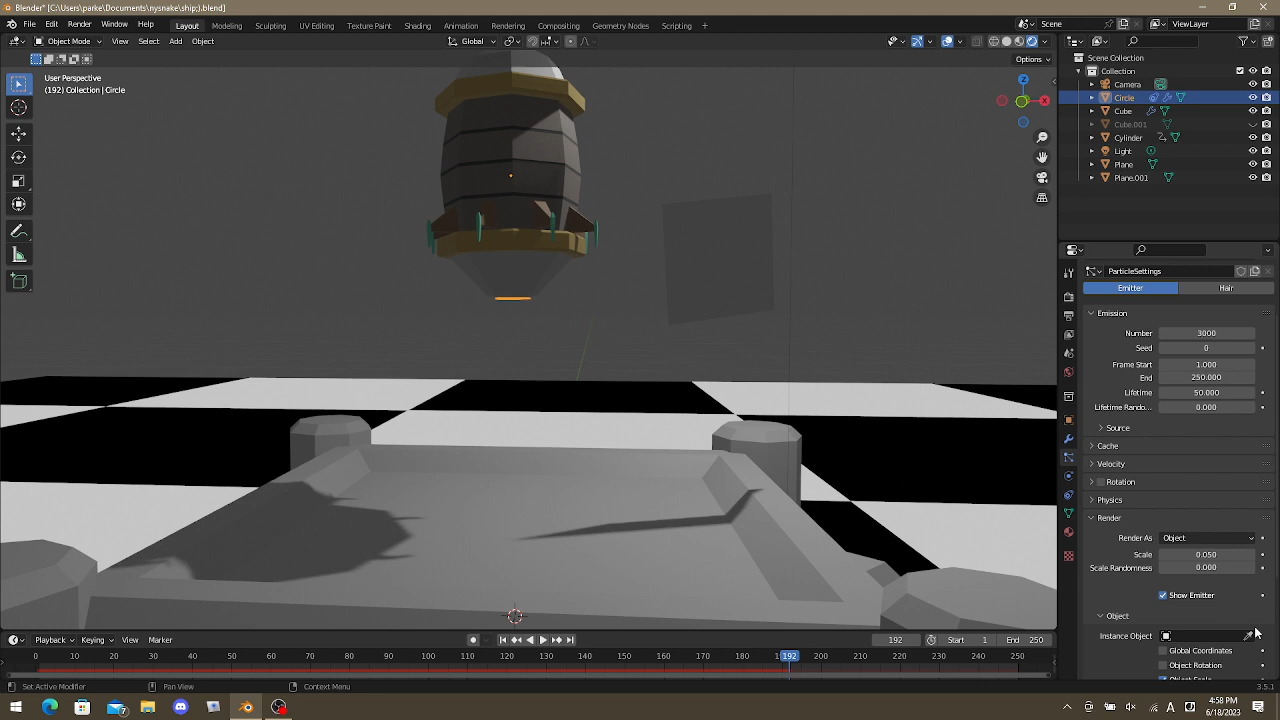 Blender* [C:\Users\parke\Documents\nysnake\ship;).blend]
File Edit Render Window Help Layout Modeling Sculpting UV Editing Texture Paint Shading Animation Rendering Compositing Geometry Nodes Scripting + Scene ViewLayer
Object Mode View Select Add Object Global
Options
User Perspective
(192) Collection | Circle
Z
X
Scene Collection
Collection
Camera
Circle
Cube
Cube.001
Cylinder
Light
Plane
Plane.001
ParticleSettings
Emitter Hair
Emission
Number 3000
Seed 0
Frame Start 1.000
End 250.000
Lifetime 50.000
Lifetime Rando... 0.000
Source
Cache
Velocity
Rotation
Physics
Render
Render As Object
Scale 0.050
Scale Randomness 0.000
Show Emitter
Object
Instance Object
Global Coordinates
Object Rotation
Playback Keying View Marker 192 Start 1 End 250
0 10 20 30 40 50 60 70 80 90 100 110 120 130 140 150 160 170 180 192 200 210 220 230 240 250
Set Active Modifier Pan View Context Menu 3.5.1
4:58 PM
6/18/2023